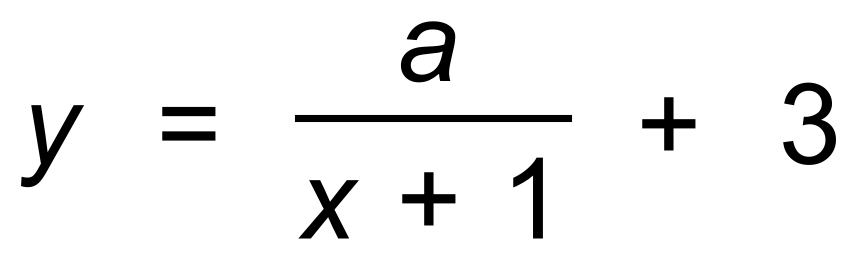 y = a / (x + 1) + 3